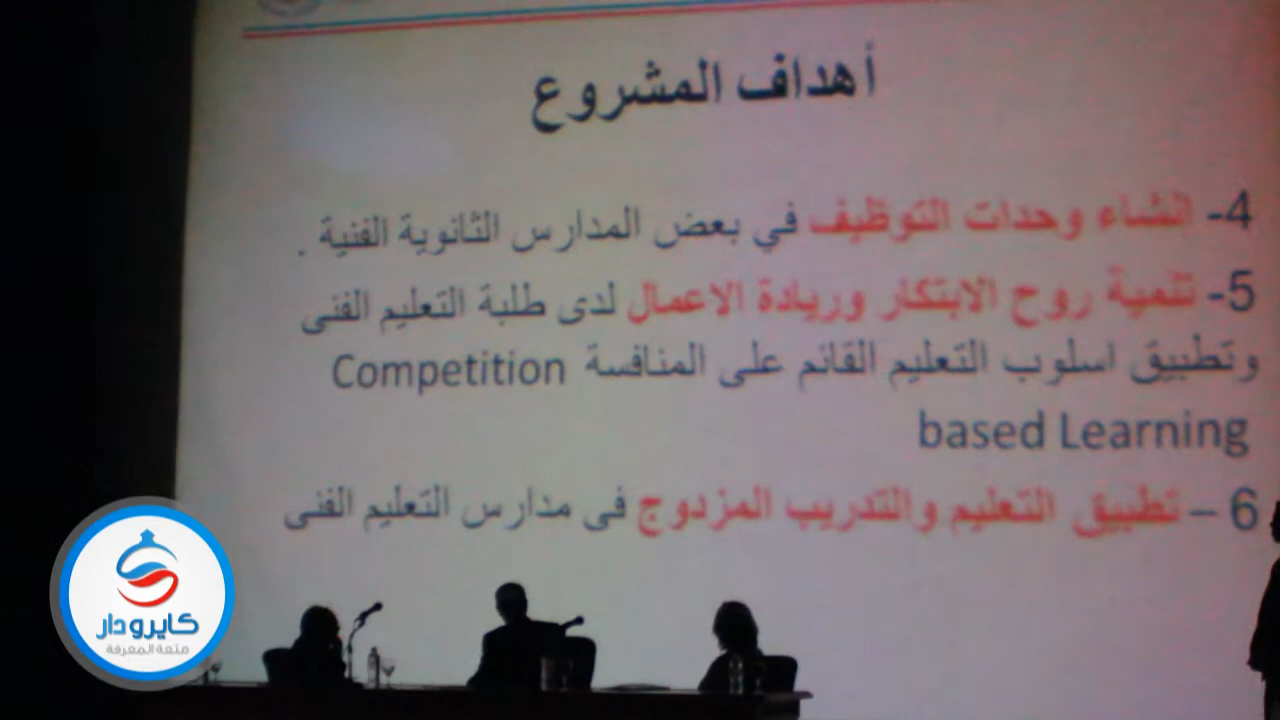 أهداف المشروع
4- انشاء وحدات التوظيف في بعض المدارس الثانوية الفنية .
5- تنمية روح الابتكار وريادة الاعمال لدى طلبة التعليم الفنى
وتطبيق اسلوب التعليم القائم على المنافسة Competition
based Learning
6 – تطبيق التعليم والتدريب المزدوج فى مدارس التعليم الفنى
كايرودار
متعة المعرفة